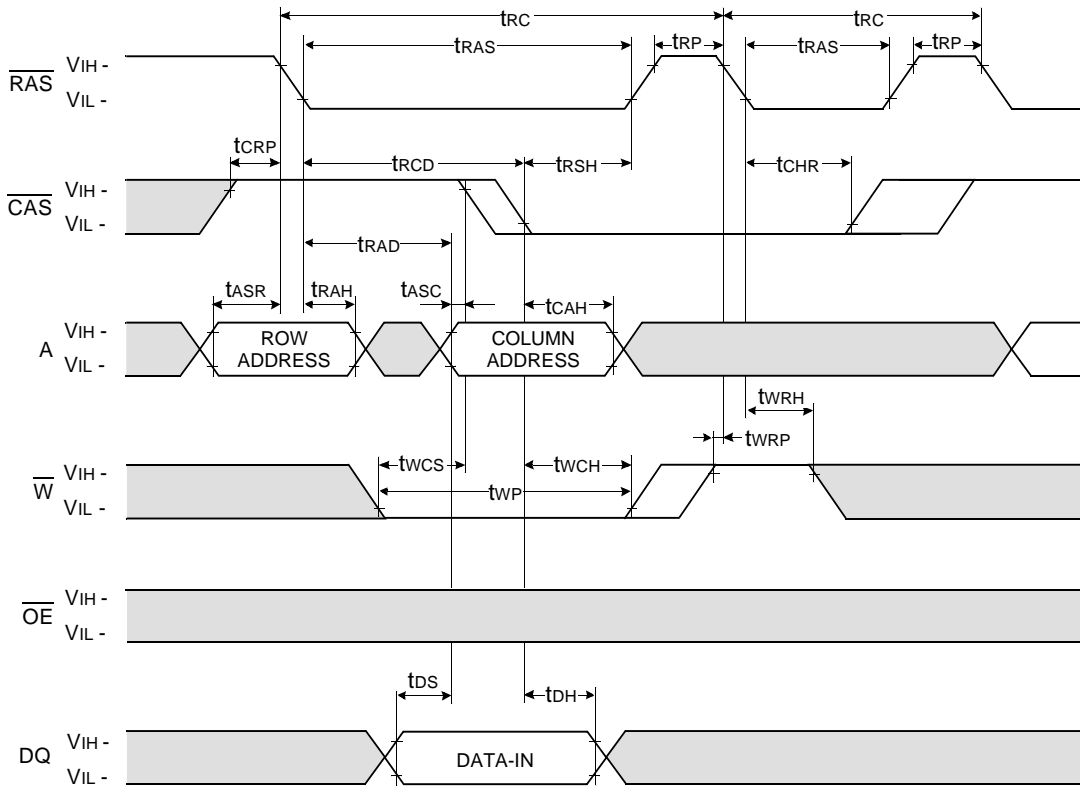 tRC tRC
tRAS tRP tRAS tRP
RAS VIH -
VIL -
tCRP tRCD tRSH tCHR
CAS VIH -
VIL -
tRAD
tASR tRAH tASC tCAH
A VIH -
VIL -
ROW ADDRESS
COLUMN ADDRESS
tWRH
tWRP
W VIH -
VIL -
tWCS tWCH
tWP
OE VIH -
VIL -
tDS tDH
DQ VIH -
VIL -
DATA-IN